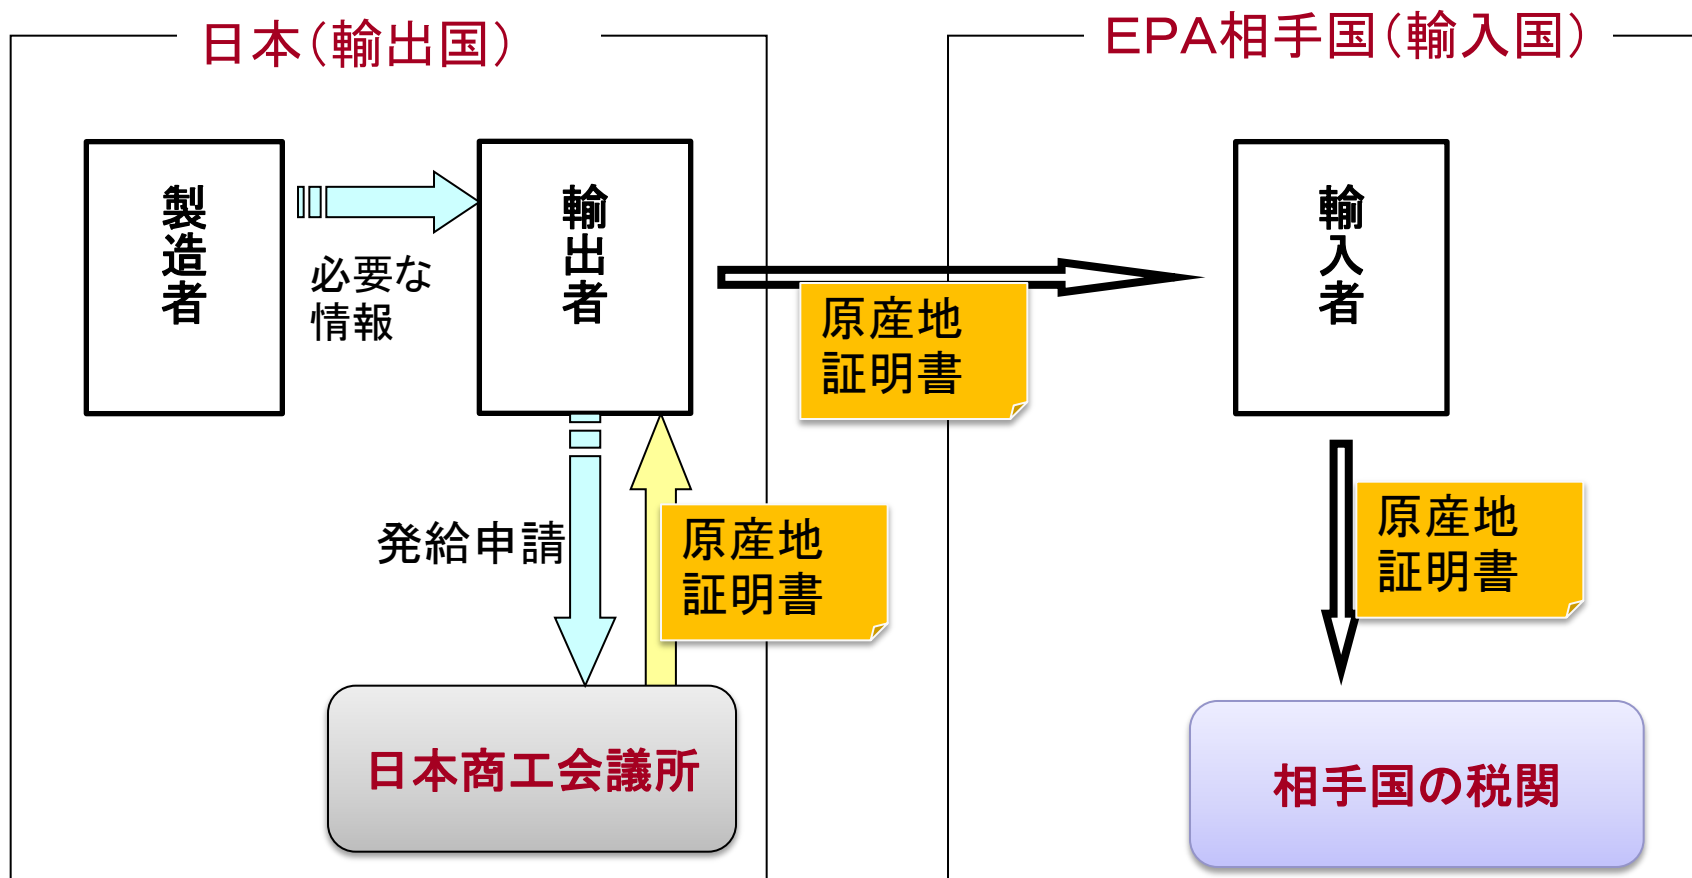 日本（輸出国）
EPA相手国（輸入国）
製造者
必要な
情報
輸出者
原産地
証明書
輸入者
発給申請
原産地
証明書
原産地
証明書
日本商工会議所
相手国の税関